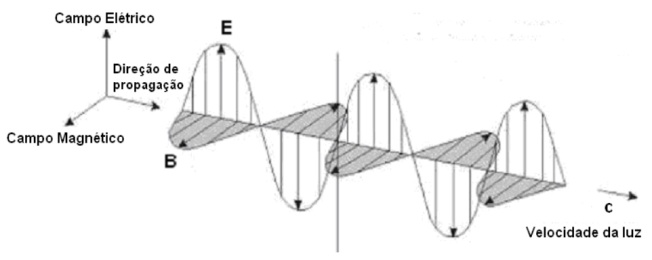 Campo Elétrico
E
Direção de
propagação
Campo Magnético
B
c
Velocidade da luz